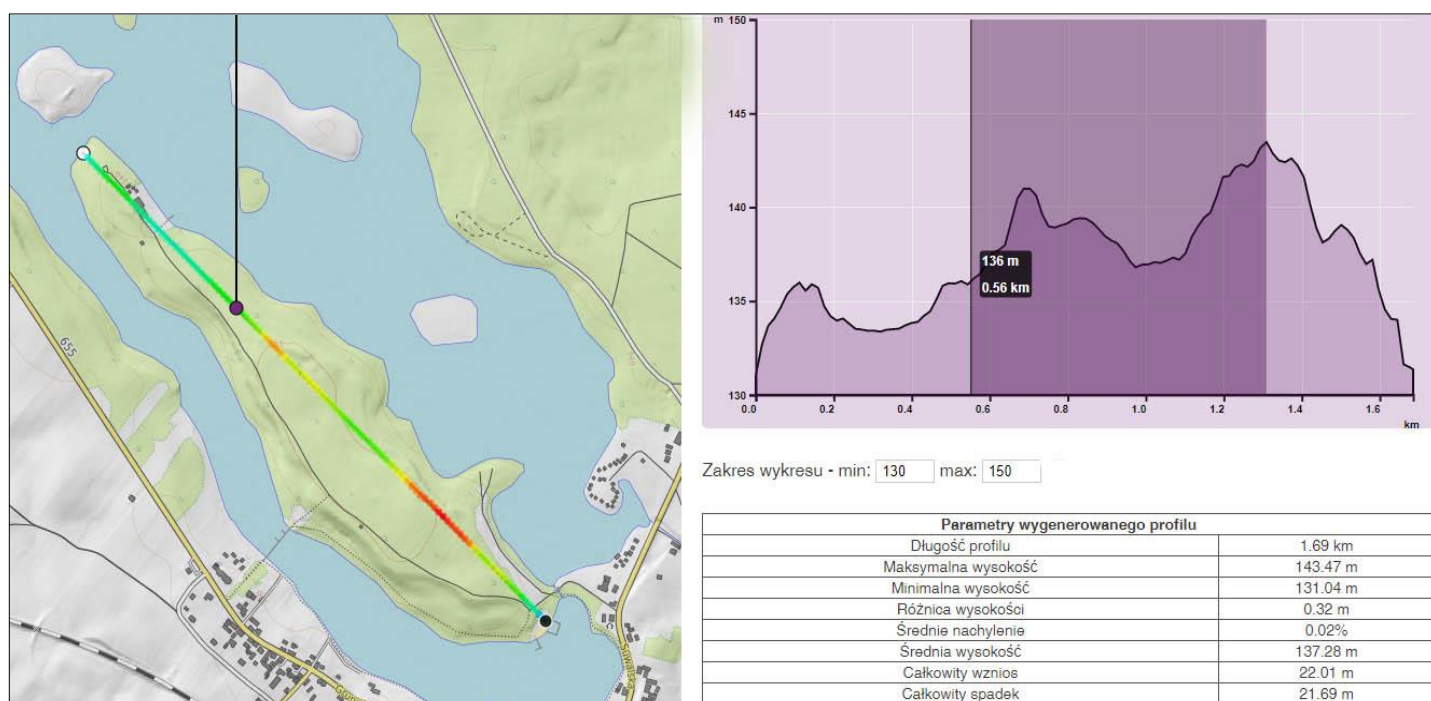 655
Suwalska
m 150
145
140
135
130
136 m
0.56 km
0.0 0.2 0.4 0.6 0.8 1.0 1.2 1.4 1.6
km
Zakres wykresu - min: 130 max: 150
Parametry wygenerowanego profilu
Długość profilu 1.69 km
Maksymalna wysokość 143.47 m
Minimalna wysokość 131.04 m
Różnica wysokości 0.32 m
Średnie nachylenie 0.02%
Średnia wysokość 137.28 m
Całkowity wznios 22.01 m
Całkowity spadek 21.69 m